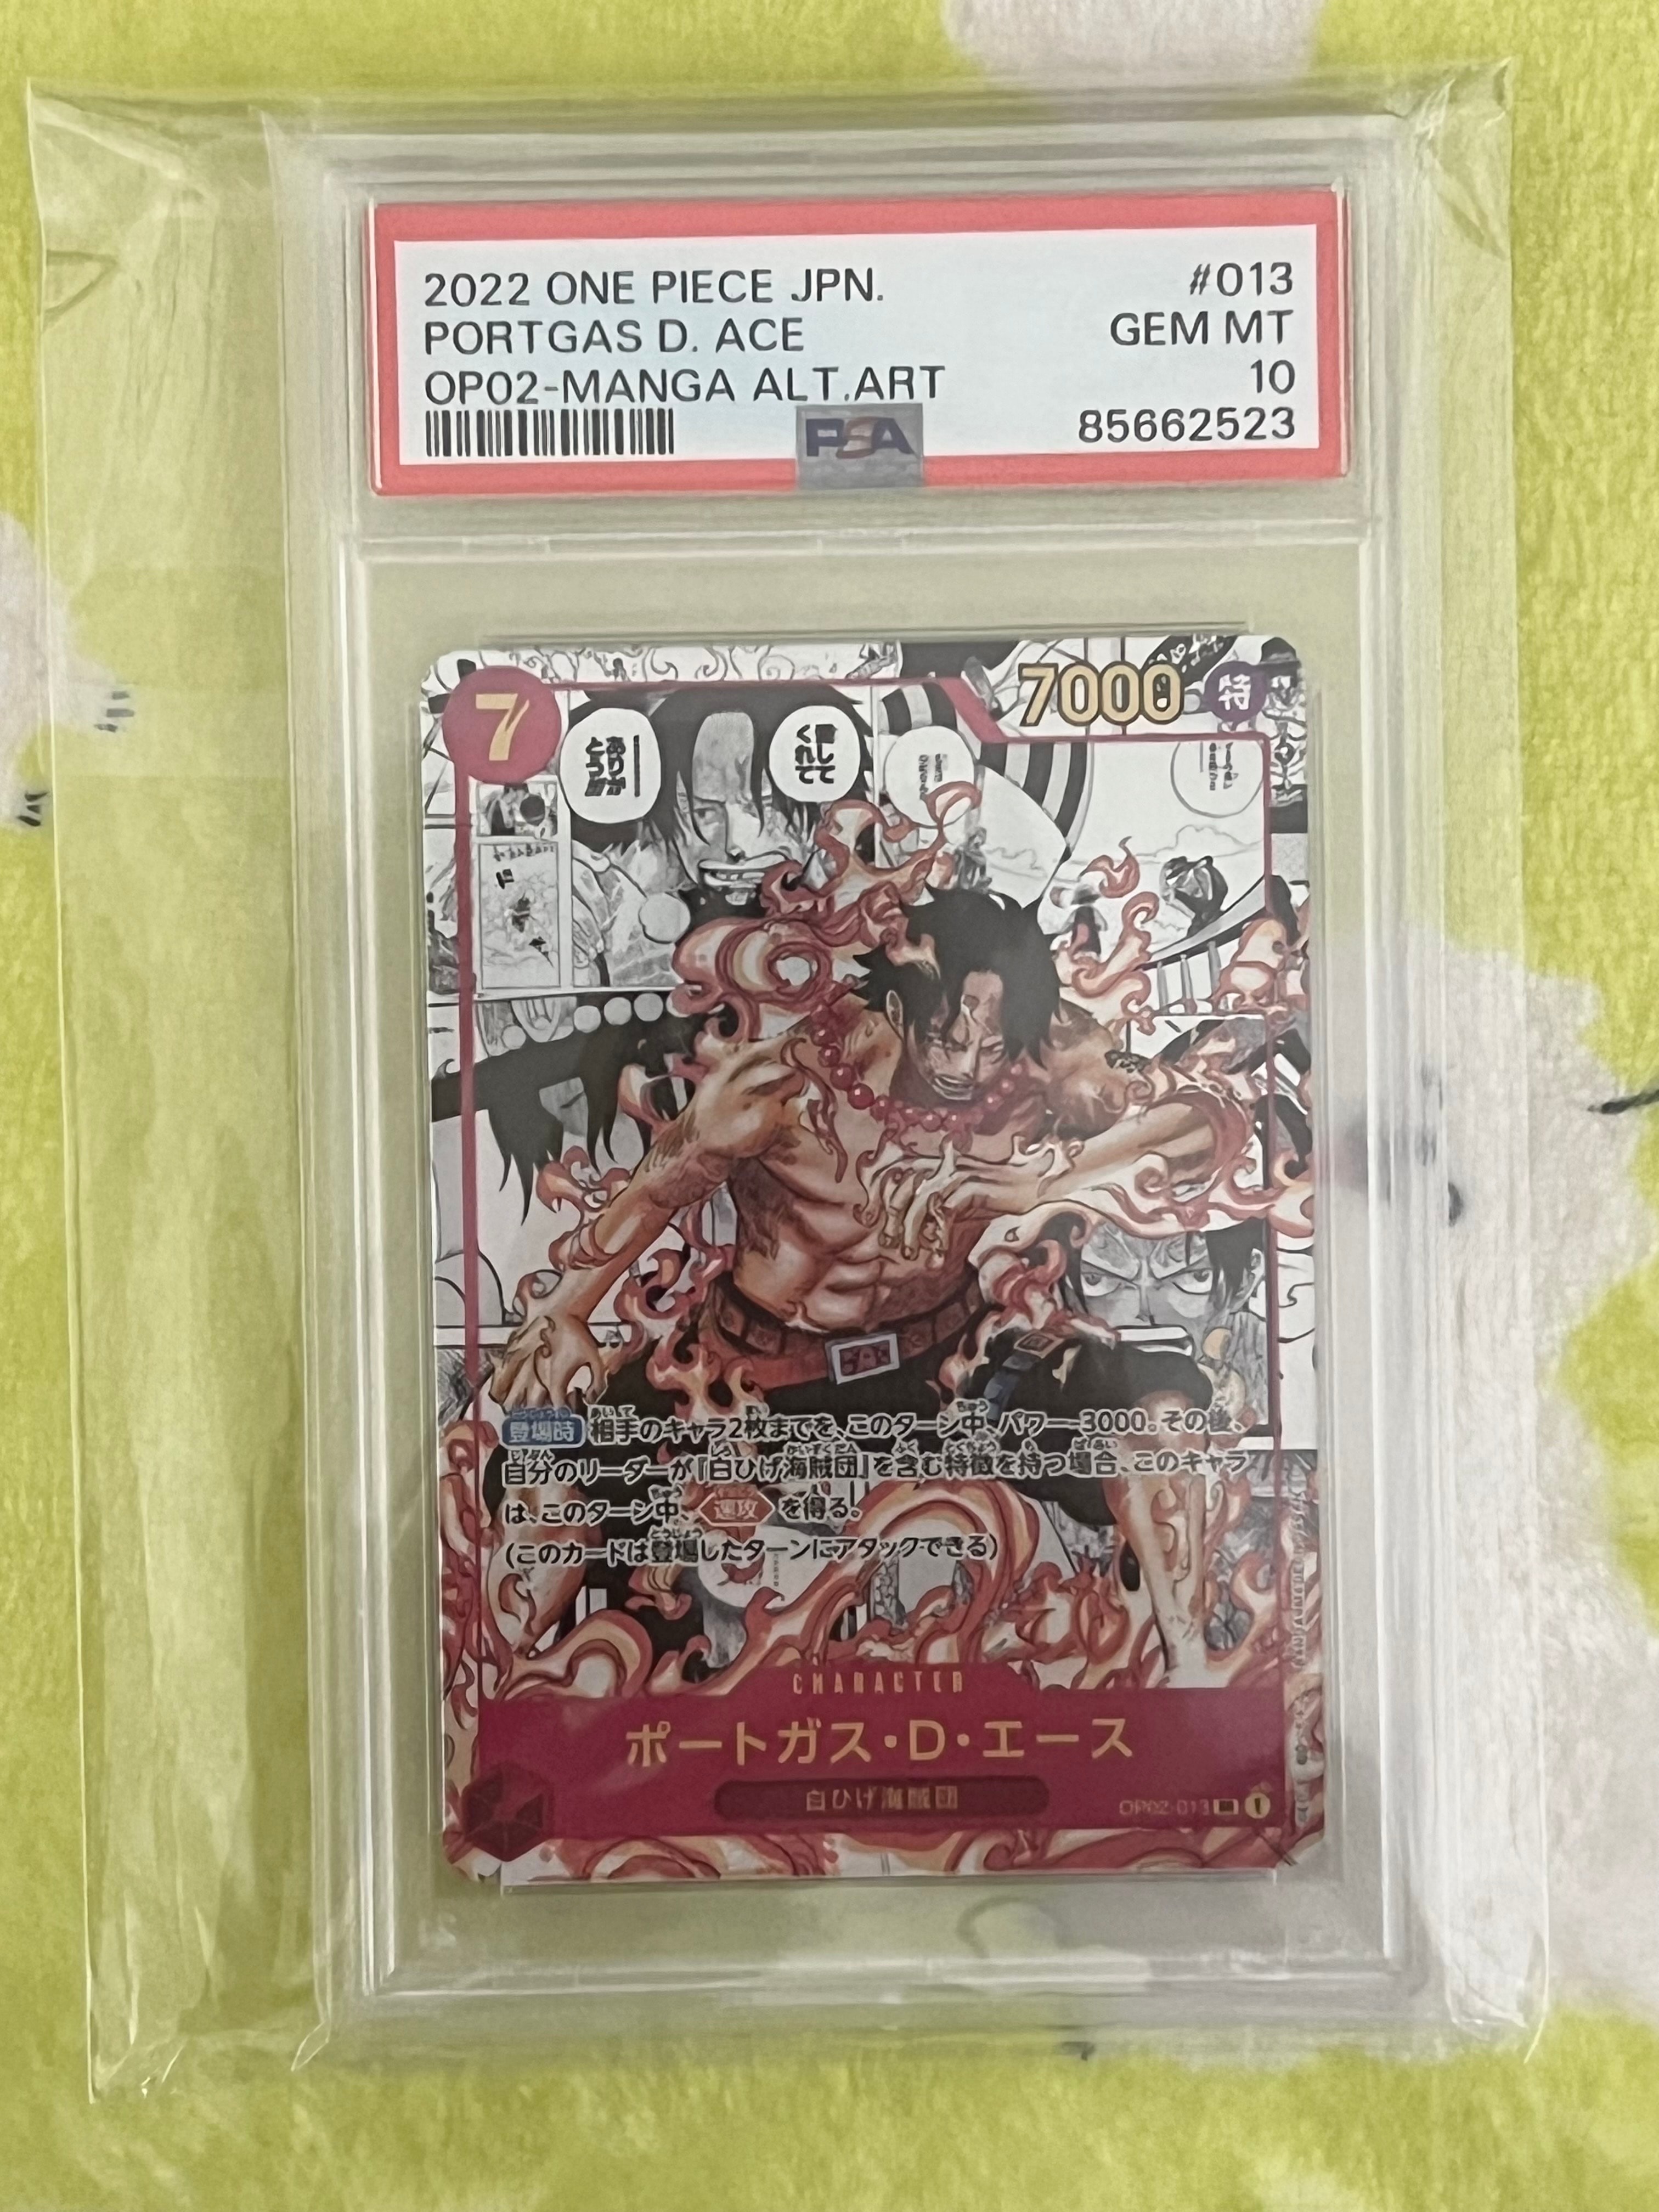 2022 ONE PIECE JPN. #013
PORTGAS D. ACE GEM MT
OP02-MANGA ALT.ART 10
PSA 85662523
7 7000 特
愛して
くれて
ありが
とう!!!
登場時 相手のキャラ2枚までを、このターン中、パワー-3000。その後、
自分のリーダーが『白ひげ海賊団』を含む特徴を持つ場合、このキャラ
は、このターン中、速攻を得る。
(このカードは登場したターンにアタックできる)
CHARACTER
ポートガス・D・エース
白ひげ海賊団
OP02-013 1